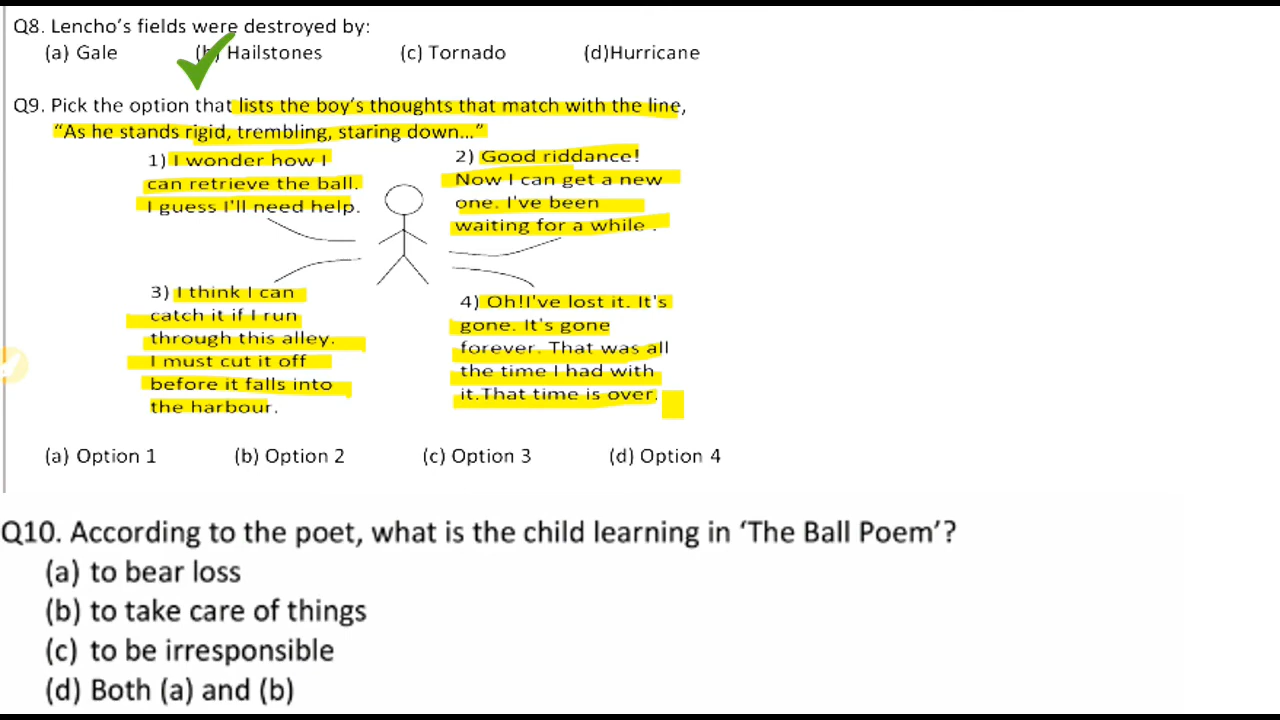 Q8. Lencho's fields were destroyed by:
(a) Gale (b) Hailstones (c) Tornado (d)Hurricane
Q9. Pick the option that lists the boy's thoughts that match with the line,
“As he stands rigid, trembling, staring down...”
1) I wonder how I
can retrieve the ball.
I guess I'll need help.
2) Good riddance!
Now I can get a new
one. I've been
waiting for a while .
3) I think I can
catch it if I run
through this alley.
I must cut it off
before it falls into
the harbour.
4) Oh!I've lost it. It's
gone. It's gone
forever. That was all
the time I had with
it.That time is over.
(a) Option 1 (b) Option 2 (c) Option 3 (d) Option 4
Q10. According to the poet, what is the child learning in ‘The Ball Poem’?
(a) to bear loss
(b) to take care of things
(c) to be irresponsible
(d) Both (a) and (b)